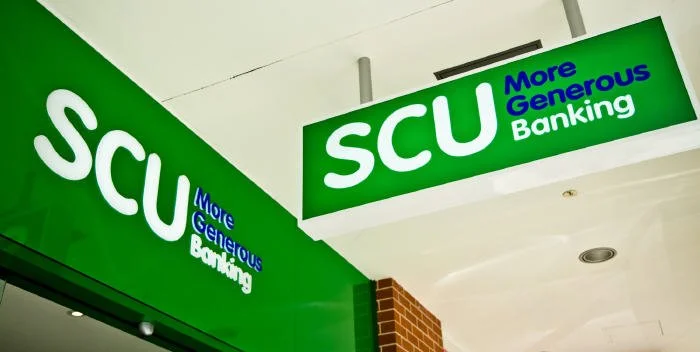 SCU
More
Generous
Banking
SCU
More
Generous
Banking